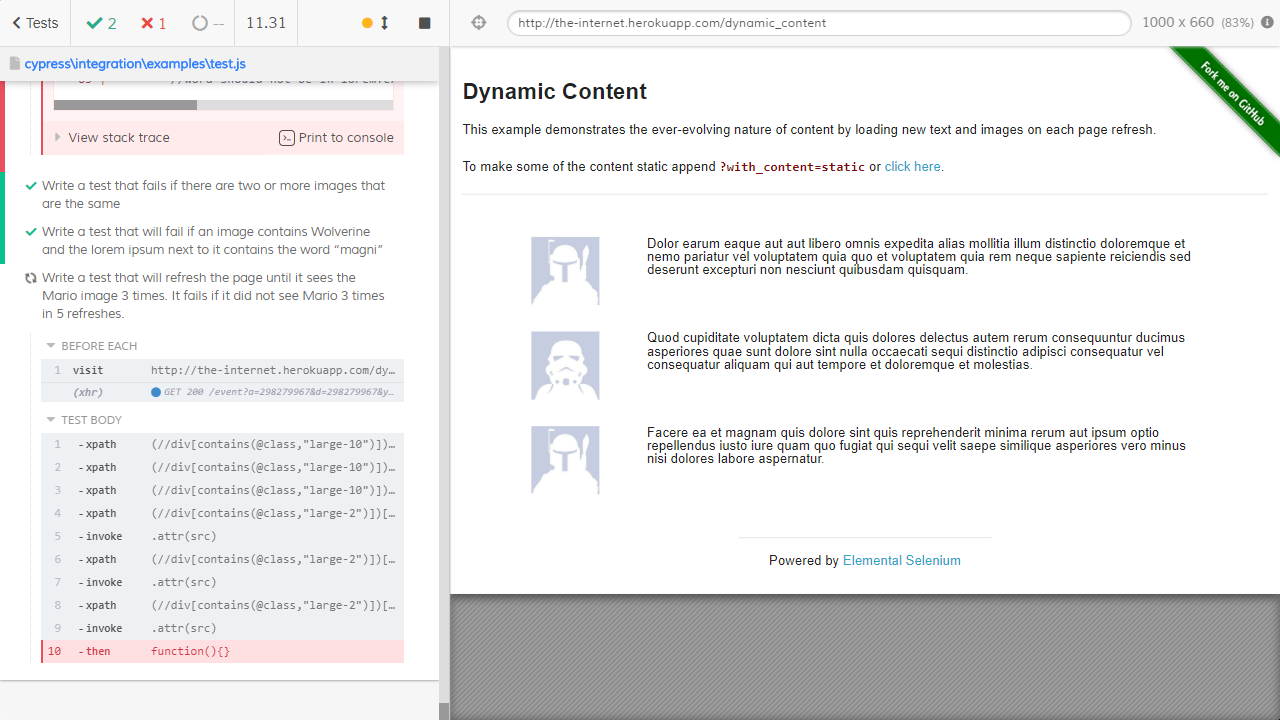 Tests 2 1 -- 11.31
http://the-internet.herokuapp.com/dynamic_content
1000 x 660 (83%)
cypress\integration\examples\test.js
View stack trace
Print to console
Write a test that fails if there are two or more images that
are the same
Write a test that will fail if an image contains Wolverine
and the lorem ipsum next to it contains the word “magni”
Write a test that will refresh the page until it sees the
Mario image 3 times. It fails if it did not see Mario 3 times
in 5 refreshes.
BEFORE EACH
1 visit http://the-internet.herokuapp.com/dy…
(xhr) GET 200 /event?a=298279967&d=298279967&y…
TEST BODY
1 -xpath (//div[contains(@class,"large-10")])…
2 -xpath (//div[contains(@class,"large-10")])…
3 -xpath (//div[contains(@class,"large-10")])…
4 -xpath (//div[contains(@class,"large-2")])[…
5 -invoke .attr(src)
6 -xpath (//div[contains(@class,"large-2")])[…
7 -invoke .attr(src)
8 -xpath (//div[contains(@class,"large-2")])[…
9 -invoke .attr(src)
10 -then function(){}
Fork me on GitHub
Dynamic Content
This example demonstrates the ever-evolving nature of content by loading new text and images on each page refresh.
To make some of the content static append ?with_content=static or click here.
Dolor earum eaque aut aut libero omnis expedita alias mollitia illum distinctio doloremque et
nemo pariatur vel voluptatem quia quo et voluptatem quia rem neque sapiente reiciendis sed
deserunt excepturi non nesciunt quibusdam quisquam.
Quod cupiditate voluptatem dicta quis dolores delectus autem rerum consequuntur ducimus
asperiores quae sunt dolore sint nulla occaecati sequi distinctio adipisci consequatur vel
consequatur aliquam qui aut tempore et doloremque et molestias.
Facere ea et magnam quis dolore sint quis reprehenderit minima rerum aut ipsum optio
repellendus iusto iure quam quo fugiat qui sequi velit saepe similique asperiores vero minus
nisi dolores labore aspernatur.
Powered by Elemental Selenium